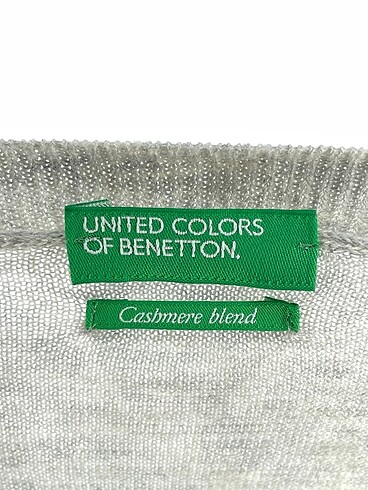 UNITED COLORS
OF BENETTON.
Cashmere blend